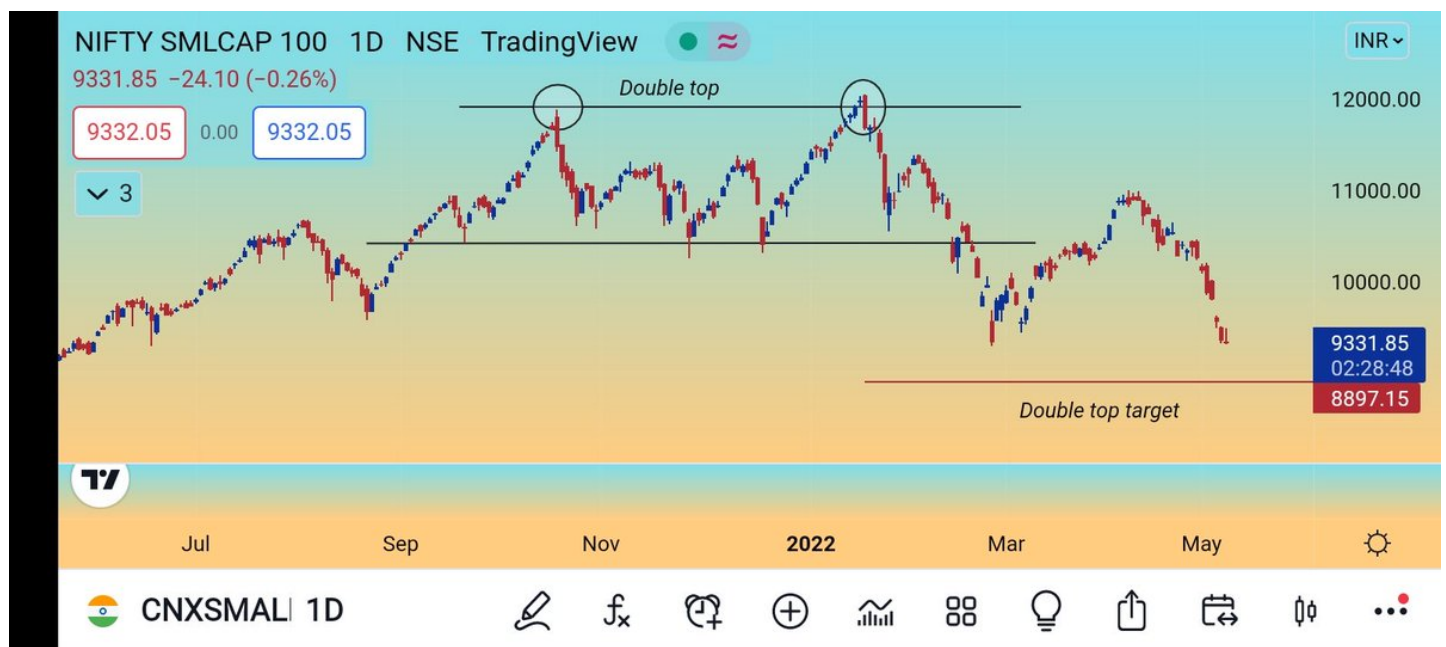 NIFTY SMLCAP 100 1D NSE TradingView
INR
9331.85 −24.10 (−0.26%)
Double top
12000.00
9332.05 0.00 9332.05
3
11000.00
10000.00
9331.85
02:28:48
8897.15
Double top target
Jul Sep Nov 2022 Mar May
CNXSMAL 1D